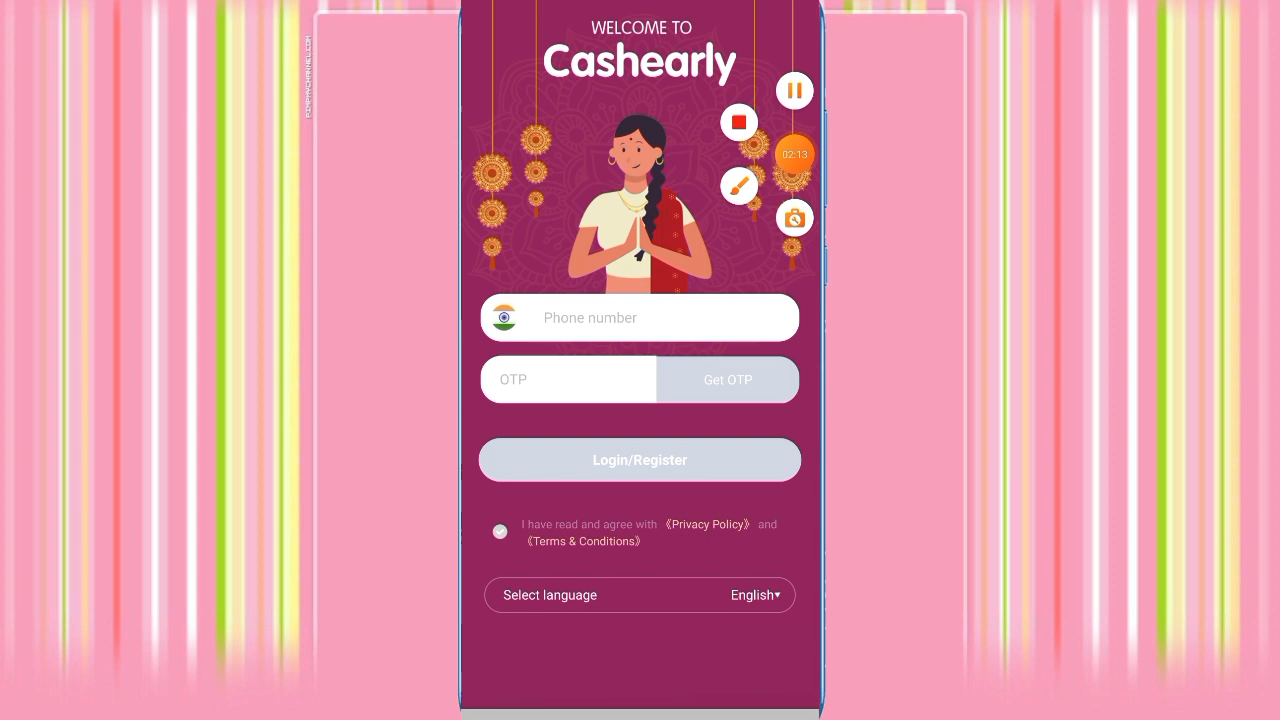 WELCOME TO
Cashearly
02:13
Phone number
OTP
Get OTP
Login/Register
I have read and agree with 《Privacy Policy》 and
《Terms & Conditions》
Select language
English▾